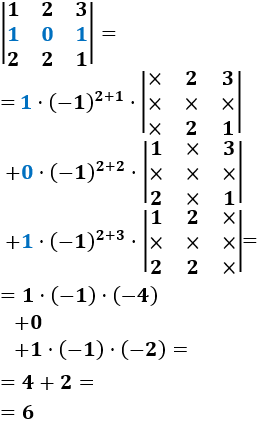 |1 2 3|
|1 0 1| =
|2 2 1|
= 1 · (−1)²⁺¹ · |× 2 3|
|× × ×|
|× 2 1|
+0 · (−1)²⁺² · |1 × 3|
|× × ×|
|2 × 1|
+1 · (−1)²⁺³ · |1 2 ×|
|× × ×| =
|2 2 ×|
= 1 · (−1) · (−4)
+0
+1 · (−1) · (−2) =
= 4 + 2 =
= 6